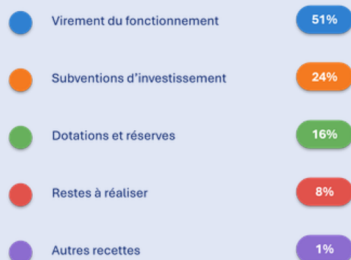 Virement du fonctionnement 51%
Subventions d'investissement 24%
Dotations et réserves 16%
Restes à réaliser 8%
Autres recettes 1%